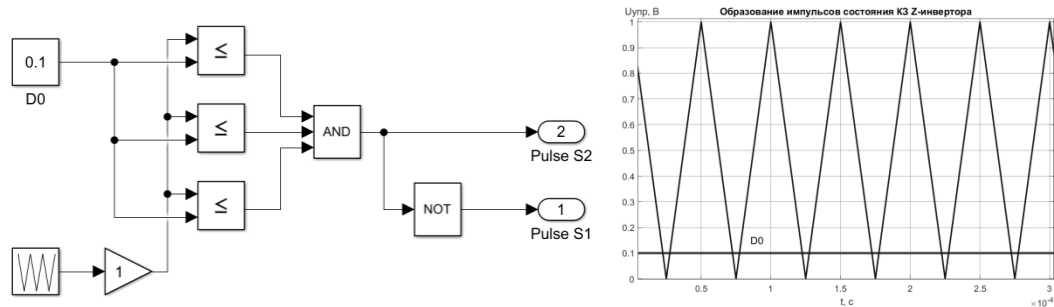 0.1
D0
≤
≤
≤
AND
2
Pulse S2
NOT
1
Pulse S1
1
Uупр, В
Образование импульсов состояния КЗ Z-инвертора
1
0.9
0.8
0.7
0.6
0.5
0.4
0.3
0.2
0.1
0
D0
0.5 1 1.5 2 2.5 3
t, с
×10⁻⁴